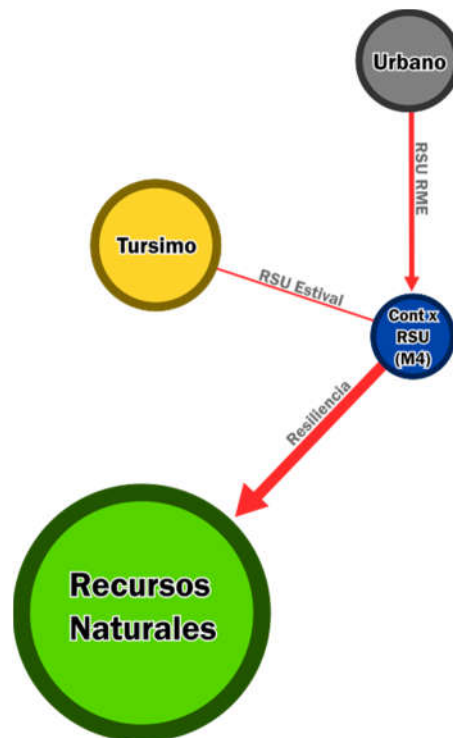 Urbano
RSU RME
Tursimo
RSU Estival
Cont x
RSU
(M4)
Resiliencia
Recursos
Naturales